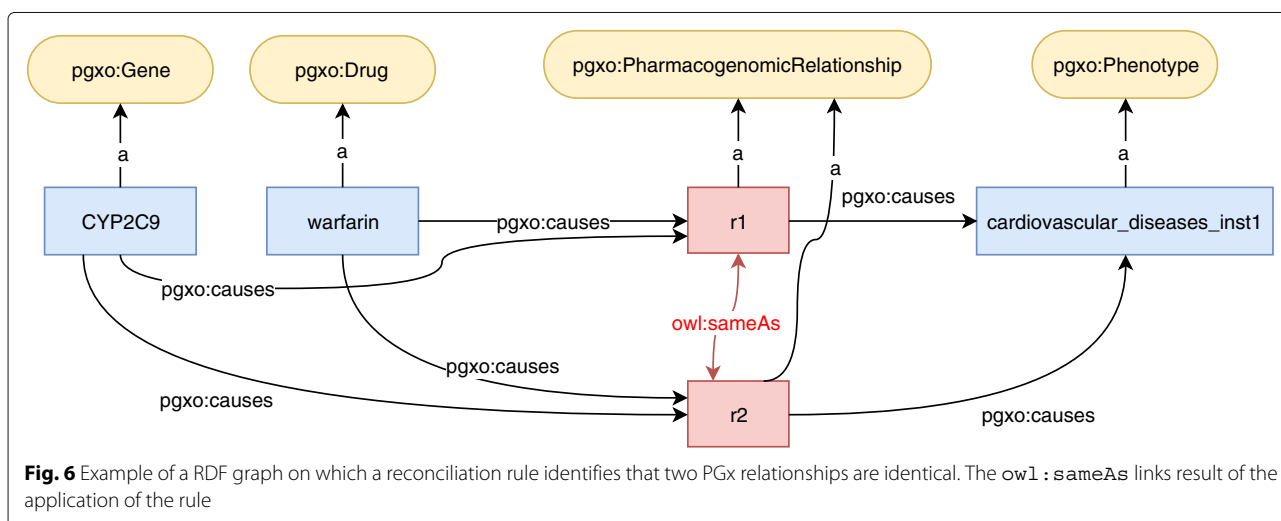 pgxo:Gene
pgxo:Drug
pgxo:PharmacogenomicRelationship
pgxo:Phenotype
a
a
a
a
a
CYP2C9
warfarin
pgxo:causes
r1
pgxo:causes
cardiovascular_diseases_inst1
pgxo:causes
owl:sameAs
pgxo:causes
pgxo:causes
r2
pgxo:causes
Fig. 6 Example of a RDF graph on which a reconciliation rule identifies that two PGx relationships are identical. The owl:sameAs links result of the
application of the rule